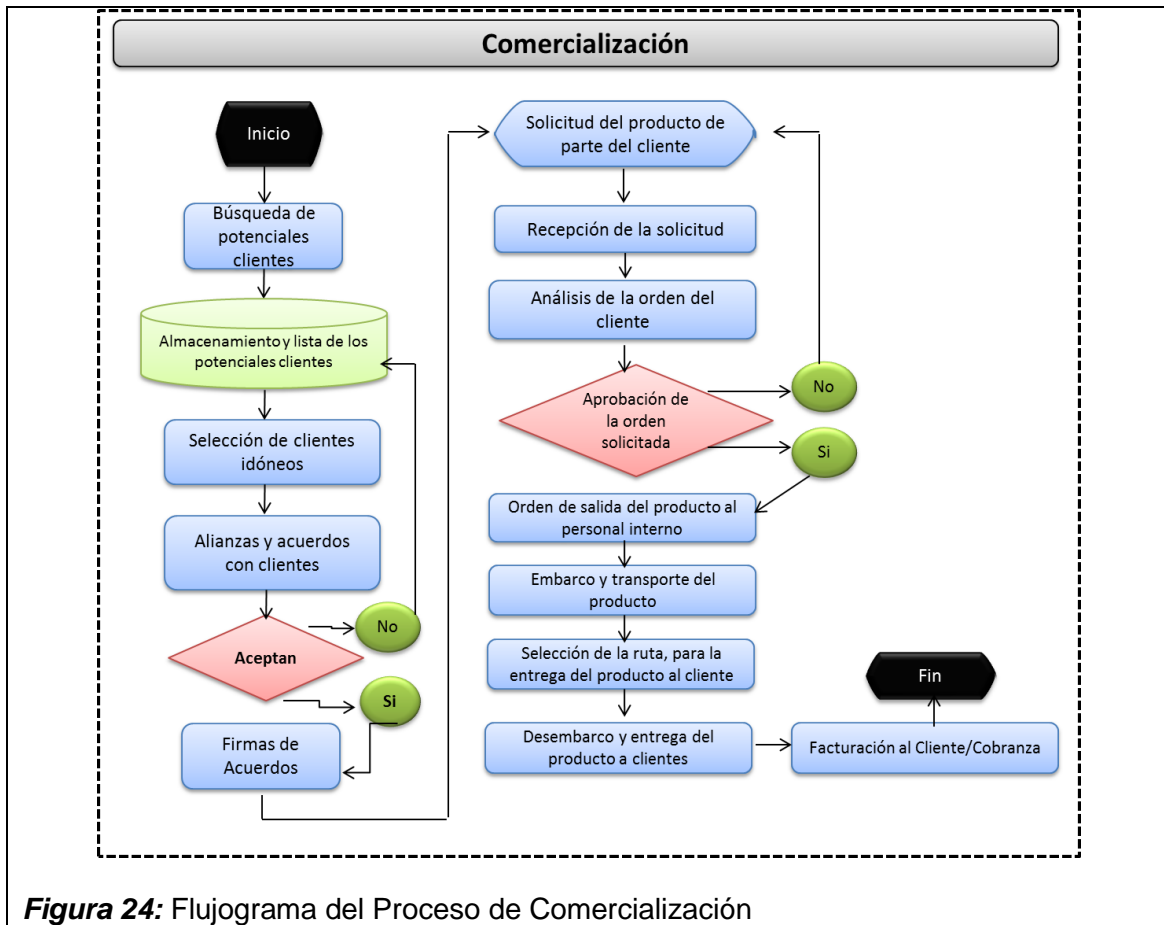 Comercialización
Inicio
Búsqueda de
potenciales
clientes
Almacenamiento y lista de los
potenciales clientes
Selección de clientes
idóneos
Alianzas y acuerdos
con clientes
Aceptan
No
Si
Firmas de
Acuerdos
Solicitud del producto de
parte del cliente
Recepción de la solicitud
Análisis de la orden del
cliente
Aprobación de
la orden
solicitada
No
Si
Orden de salida del producto al
personal interno
Embarco y transporte del
producto
Selección de la ruta, para la
entrega del producto al cliente
Desembarco y entrega del
producto a clientes
Facturación al Cliente/Cobranza
Fin
Figura 24: Flujograma del Proceso de Comercialización